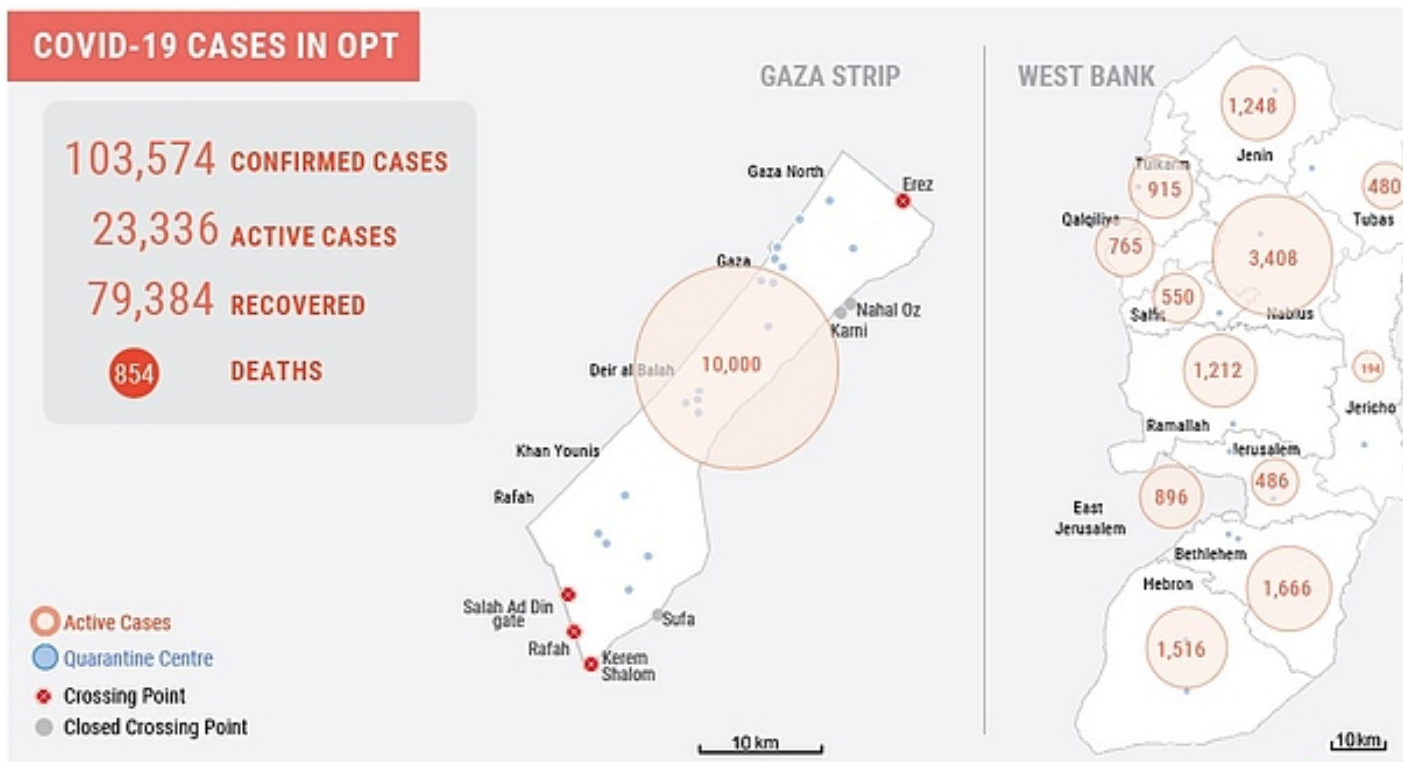 COVID-19 CASES IN OPT
103,574 CONFIRMED CASES
23,336 ACTIVE CASES
79,384 RECOVERED
854 DEATHS
GAZA STRIP
Gaza North
Erez
Gaza
Nahal Oz
Karni
10,000
Deir al Balah
Khan Younis
Rafah
Salah Ad Din
gate
Rafah
Kerem
Shalom
Sufa
10 km
WEST BANK
1,248
Jenin
Tulkarm
915
480
Tubas
Qalqiliya
765
3,408
Nablus
550
Salfit
1,212
Ramallah
194
Jericho
Jerusalem
486
896
East
Jerusalem
Bethlehem
1,666
Hebron
1,516
10 km
Active Cases
Quarantine Centre
Crossing Point
Closed Crossing Point